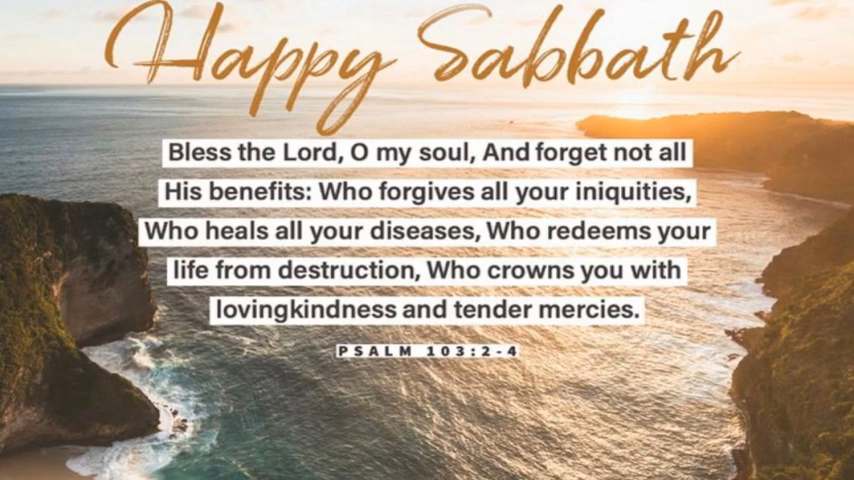 Happy Sabbath
Bless the Lord, O my soul, And forget not all
His benefits: Who forgives all your iniquities,
Who heals all your diseases, Who redeems your
life from destruction, Who crowns you with
lovingkindness and tender mercies.
PSALM 103:2-4